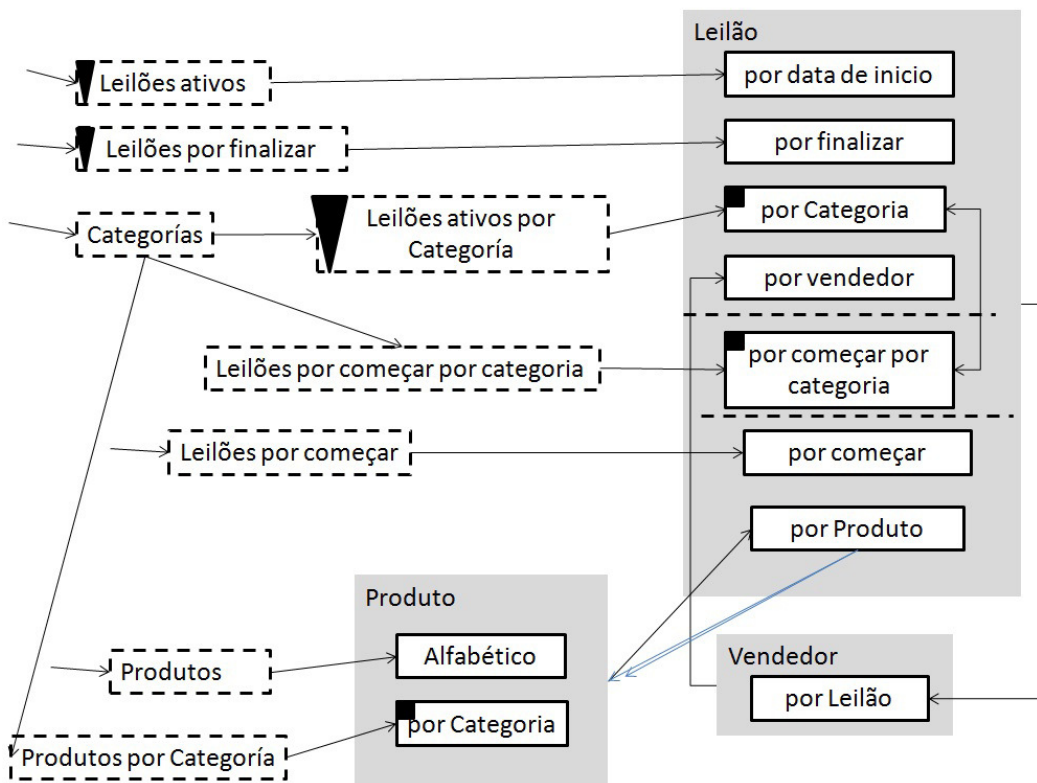 Leilão
Leilões ativos
por data de inicio
Leilões por finalizar
por finalizar
Categorías
Leilões ativos por
Categoría
por Categoria
por vendedor
Leilões por começar por categoria
por começar por
categoria
Leilões por começar
por começar
por Produto
Produto
Produtos
Alfabético
Vendedor
por Leilão
Produtos por Categoría
por Categoria